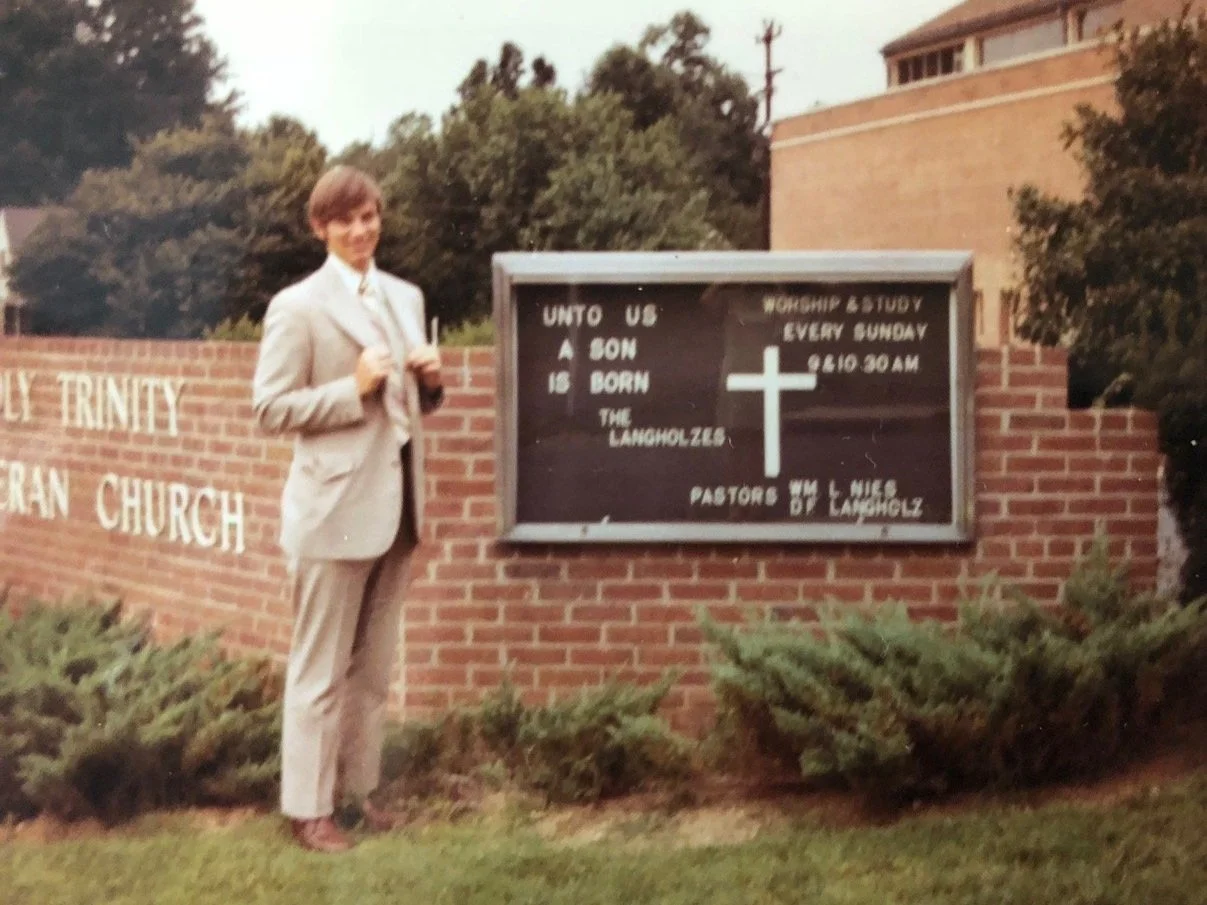 OLY TRINITY
ERAN CHURCH
UNTO US
A SON
IS BORN
THE
LANGHOLZES
WORSHIP & STUDY
EVERY SUNDAY
9 & 10 30 AM
PASTORS WM L NIES
DF LANGHOLZ